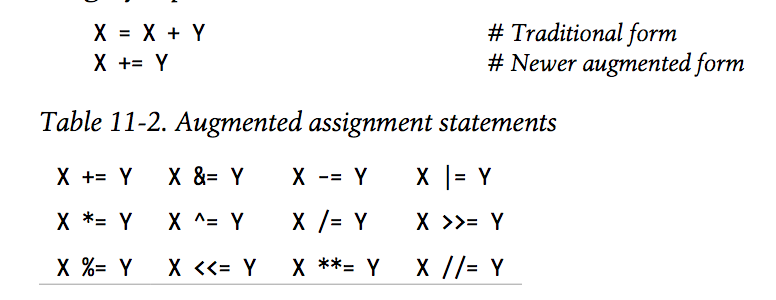 X = X + Y # Traditional form
X += Y # Newer augmented form
Table 11-2. Augmented assignment statements
X += Y X &= Y X -= Y X |= Y
X *= Y X ^= Y X /= Y X >>= Y
X %= Y X <<= Y X **= Y X //= Y